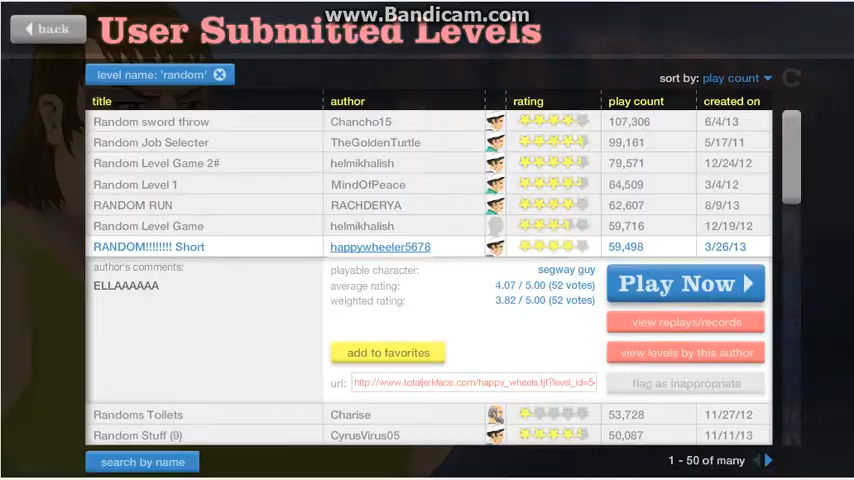 www.Bandicam.com
back
User Submitted Levels
level name: 'random'
sort by: play count
title author rating play count created on
Random sword throw Chancho15 107,306 6/4/13
Random Job Selecter TheGoldenTurtle 99,161 5/17/11
Random Level Game 2# helmikhalish 79,571 12/24/12
Random Level 1 MindOfPeace 64,509 3/4/12
RANDOM RUN RACHDERYA 62,607 8/9/13
Random Level Game helmikhalish 59,716 12/19/12
RANDOM!!!!!!!! Short happywheeler5678 59,498 3/26/13
author's comments:
ELLAAAAAA
playable character: segway guy
average rating: 4.07 / 5.00 (52 votes)
weighted rating: 3.82 / 5.00 (52 votes)
Play Now
view replays/records
add to favorites
view levels by this author
url: http://www.totaljerkface.com/happy_wheels.tjf?level_id=5
flag as inappropriate
Randoms Toilets Charise 53,728 11/27/12
Random Stuff (9) CyrusVirus05 50,087 11/11/13
search by name
1 - 50 of many